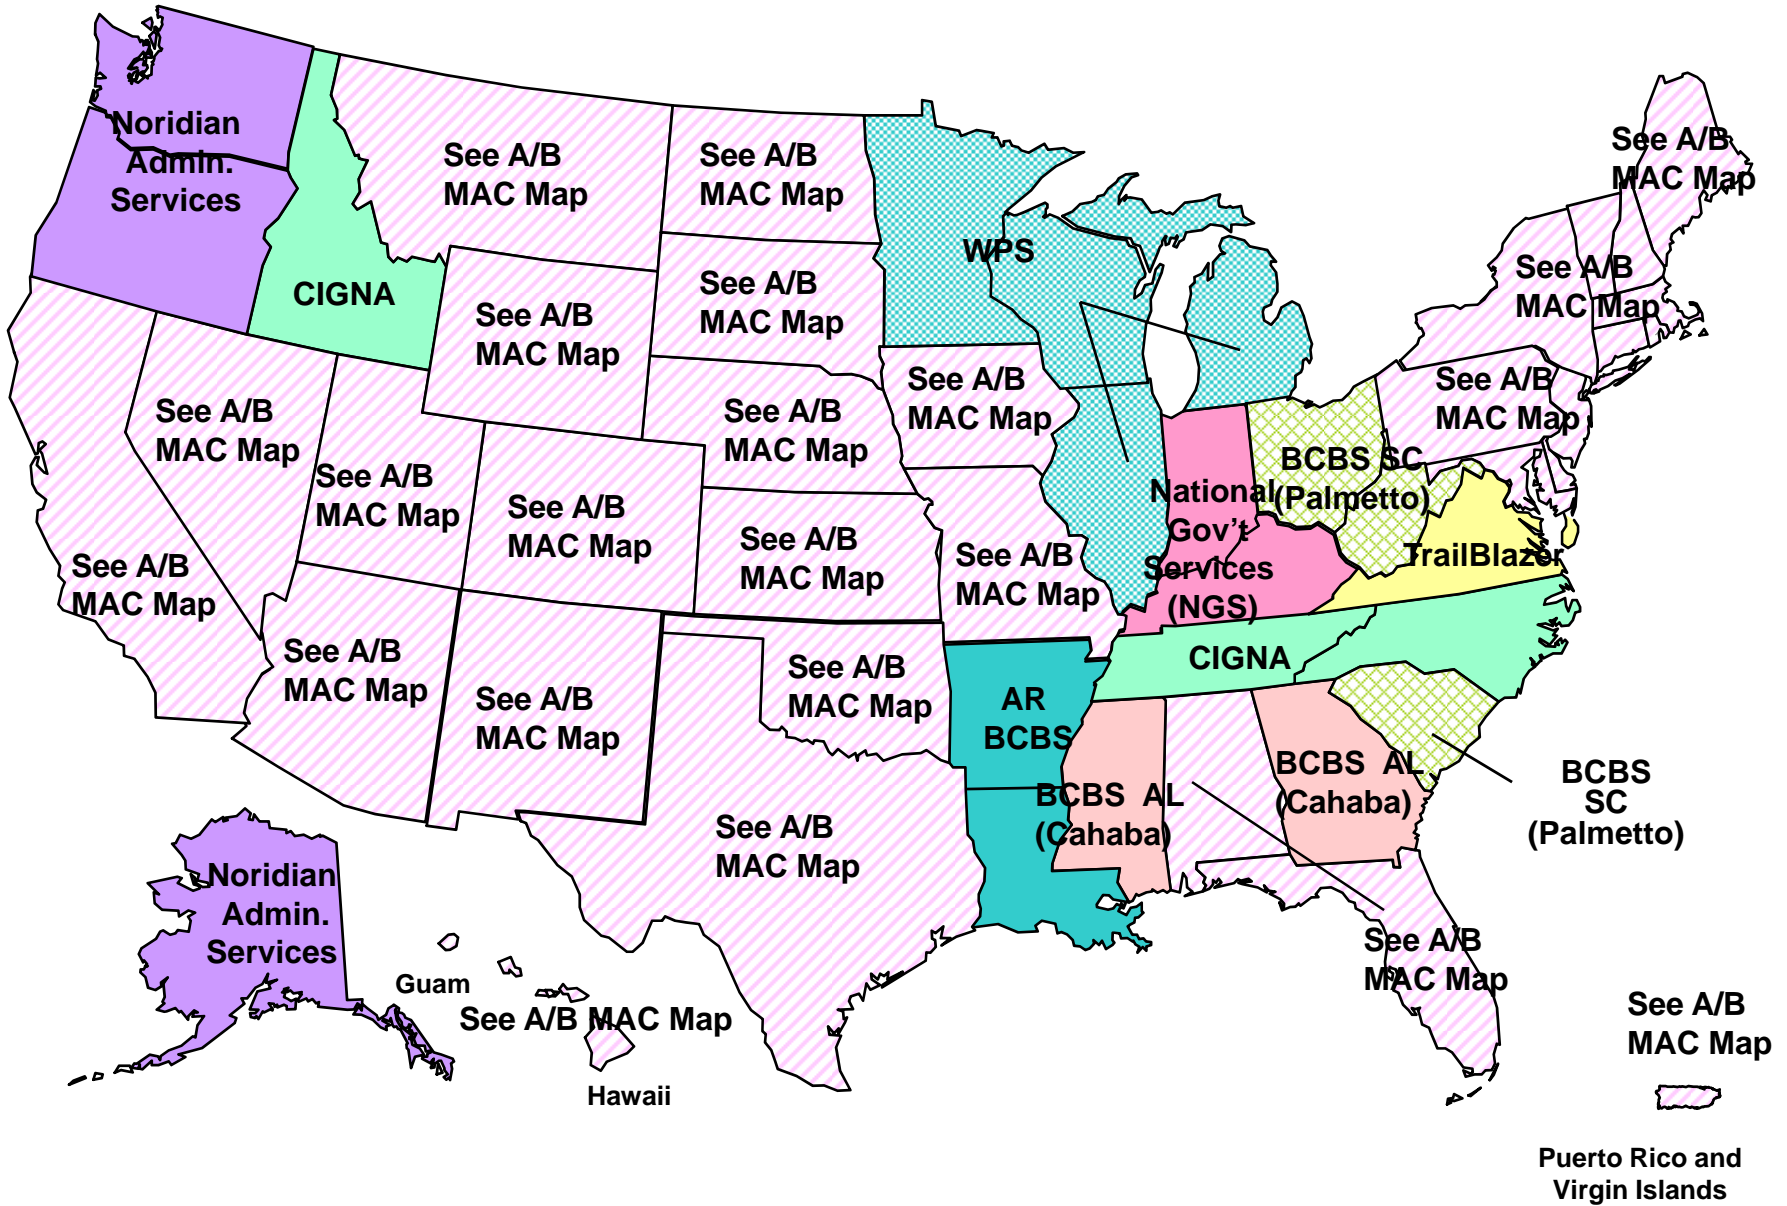 Noridian
Admin.
Services
See A/B
MAC Map
See A/B
MAC Map
See A/B
MAC Map
WPS
See A/B
MAC Map
CIGNA
See A/B
MAC Map
See A/B
MAC Map
See A/B
MAC Map
See A/B
MAC Map
See A/B
MAC Map
See A/B
MAC Map
See A/B
MAC Map
BCBS SC
(Palmetto)
See A/B
MAC Map
National
Gov't
Services
(NGS)
See A/B
MAC Map
See A/B
MAC Map
See A/B
MAC Map
TrailBlazer
See A/B
MAC Map
See A/B
MAC Map
See A/B
MAC Map
CIGNA
See A/B
MAC Map
AR
BCBS
BCBS AL
(Cahaba)
BCBS AL
(Cahaba)
BCBS
SC
(Palmetto)
See A/B
MAC Map
Noridian
Admin.
Services
See A/B
MAC Map
Guam
See A/B MAC Map
Hawaii
See A/B
MAC Map
Puerto Rico and
Virgin Islands